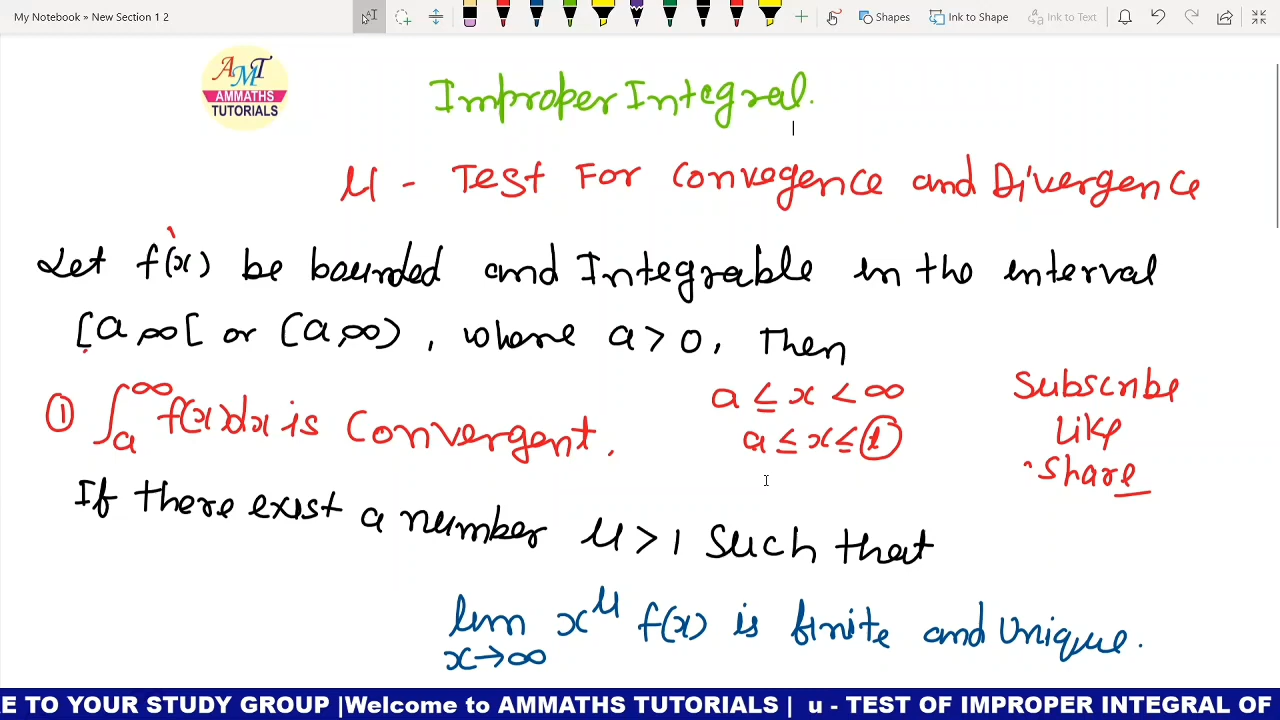 My Notebook » New Section 1 2
Shapes
Ink to Shape
Ink to Text
AMT
AMMATHS
TUTORIALS
Improper Integral.
μ - Test For Convegence and Divergence
Let f(x) be bounded and Integrable in the interval
[a,∞[ or (a,∞), where a > 0, Then
① ∫ₐ^∞ f(x)dx is Convergent.
a ≤ x < ∞
a ≤ x ≤ t
Subscribe
Like
Share
If there exist a number μ > 1 Such that
lim x→∞ x^μ f(x) is finite and Unique.
E TO YOUR STUDY GROUP |Welcome to AMMATHS TUTORIALS | u - TEST OF IMPROPER INTEGRAL OF